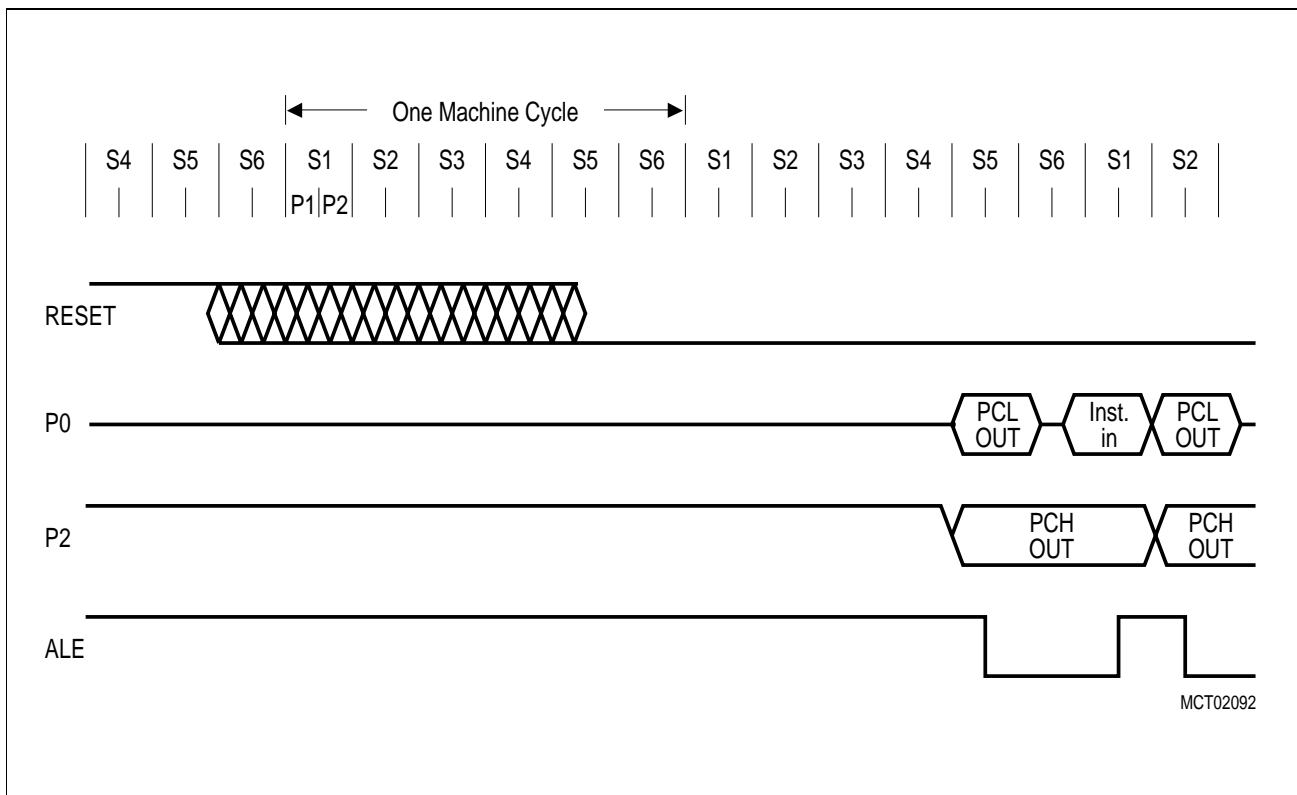 One Machine Cycle
S4 S5 S6 S1 S2 S3 S4 S5 S6 S1 S2 S3 S4 S5 S6 S1 S2
P1 P2
RESET
P0
PCL OUT
Inst. in
PCL OUT
P2
PCH OUT
PCH OUT
ALE
MCT02092